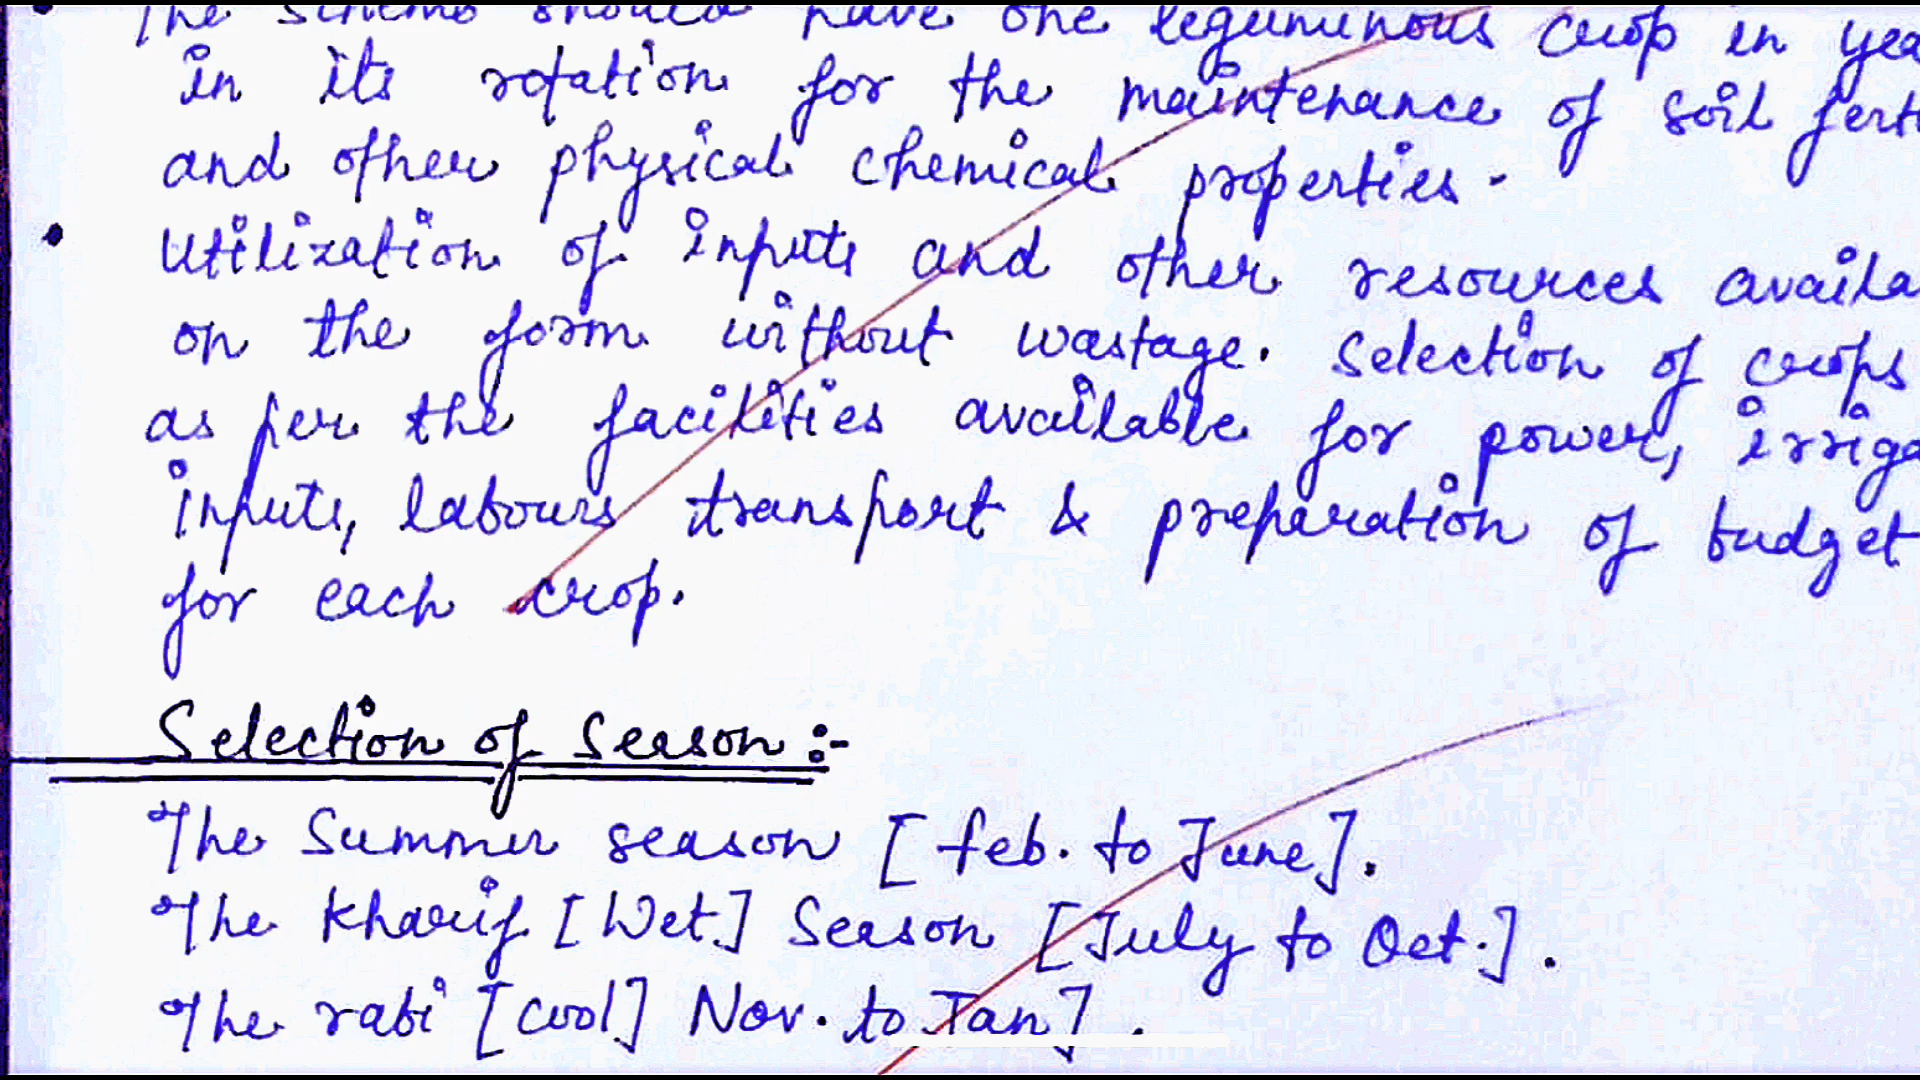 The scheme should have one leguminous crop in yea
in its rotation for the maintenance of soil ferti
and other physical chemical properties.
• Utilization of inputs and other resources availa
on the form without wastage. Selection of crops
as per the facilities available for power, irriga
inputs, labours transport & preparation of budget
for each crop.
Selection of Season :-
The Summer season [feb. to June].
The Kharif [Wet] Season [July to Oct.].
The rabi [cool] Nov. to Jan].